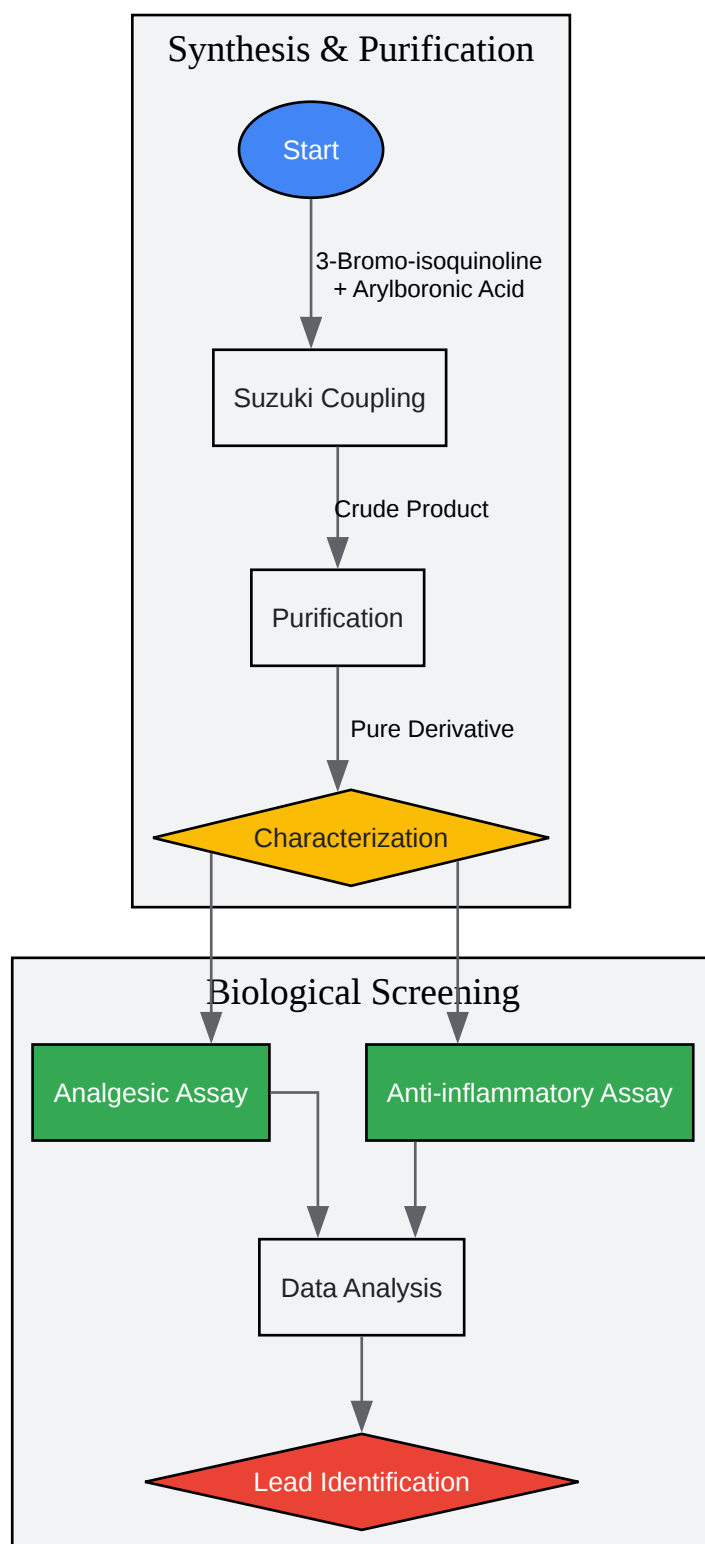 Synthesis & Purification
Start
3-Bromo-isoquinoline
+ Arylboronic Acid
Suzuki Coupling
Crude Product
Purification
Pure Derivative
Characterization
Biological Screening
Analgesic Assay
Anti-inflammatory Assay
Data Analysis
Lead Identification